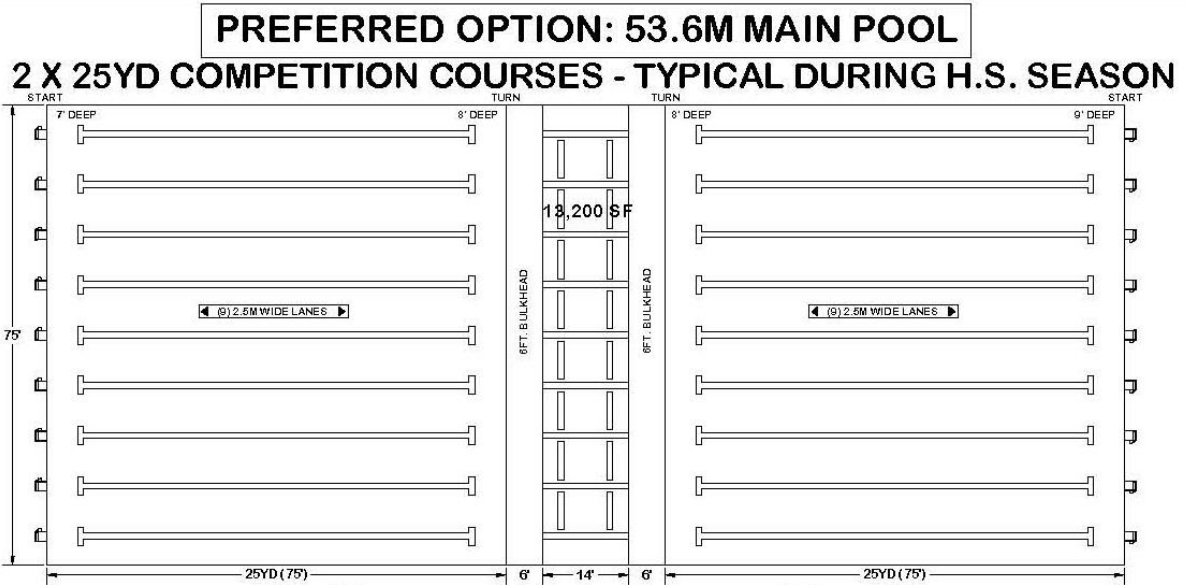 PREFERRED OPTION: 53.6M MAIN POOL
2 X 25YD COMPETITION COURSES - TYPICAL DURING H.S. SEASON
START
TURN
TURN
START
7' DEEP
8' DEEP
8' DEEP
9' DEEP
13,200 SF
(9) 2.5M WIDE LANES
(9) 2.5M WIDE LANES
6FT. BULKHEAD
6FT. BULKHEAD
75'
25YD (75')
6'
14'
6'
25YD (75')